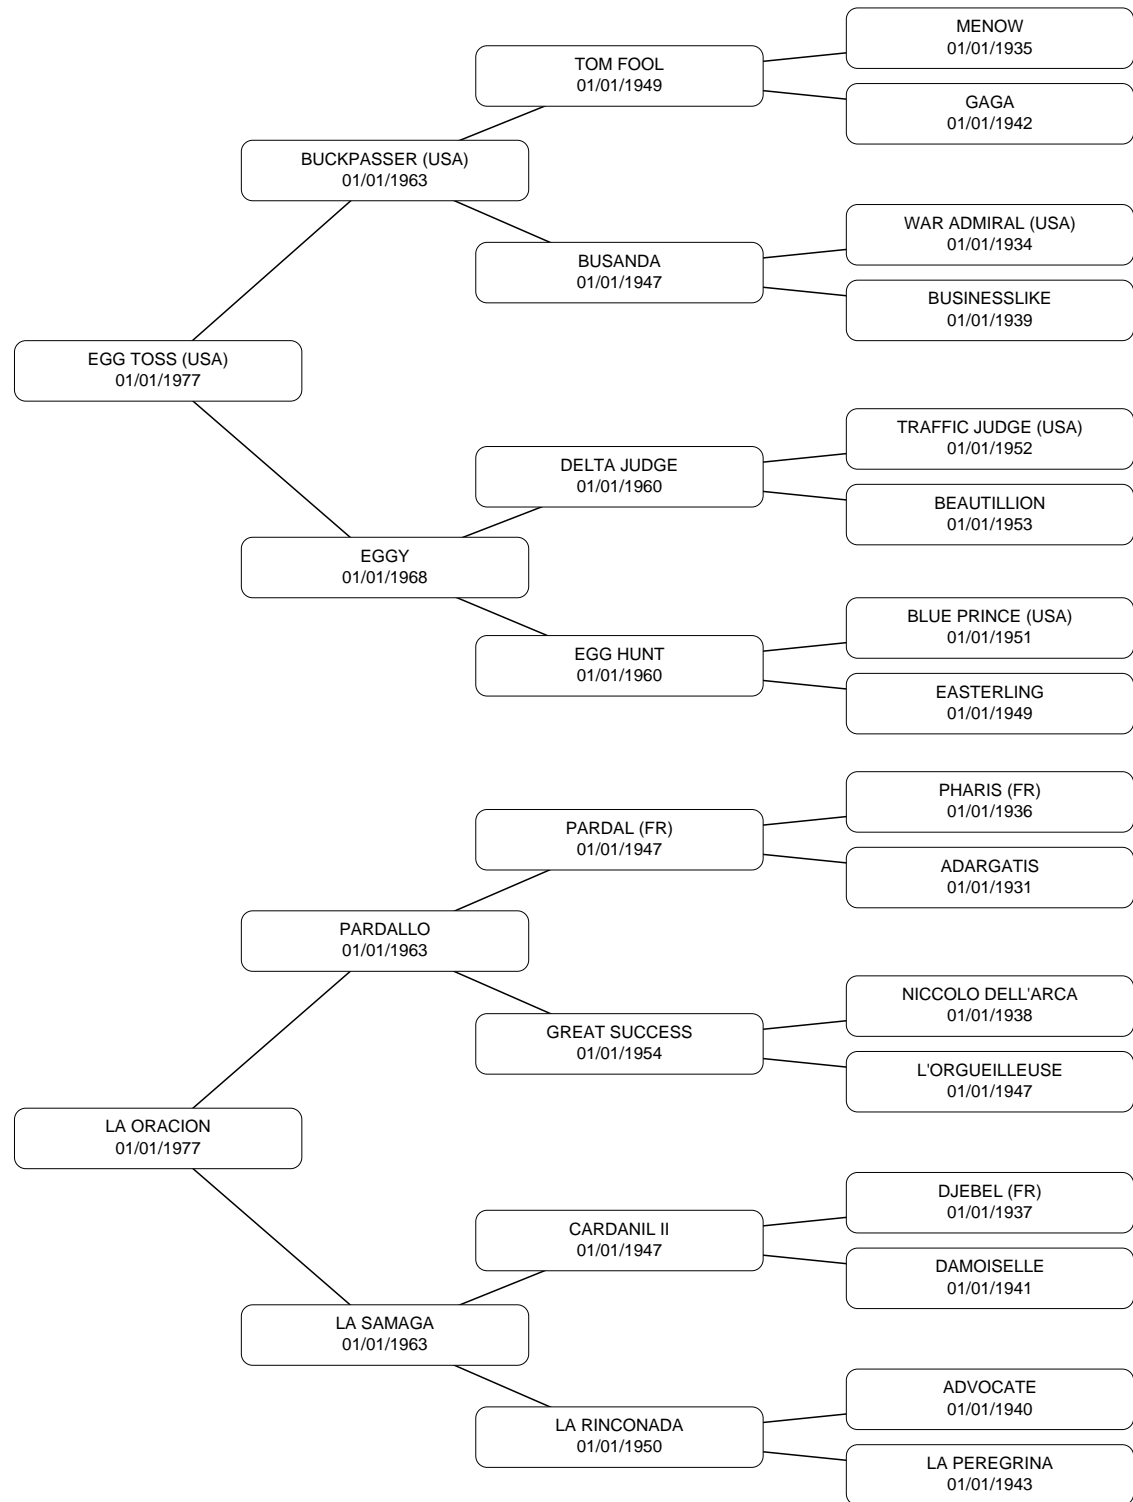 MENOW
01/01/1935
TOM FOOL
01/01/1949
GAGA
01/01/1942
BUCKPASSER (USA)
01/01/1963
WAR ADMIRAL (USA)
01/01/1934
BUSANDA
01/01/1947
BUSINESSLIKE
01/01/1939
EGG TOSS (USA)
01/01/1977
TRAFFIC JUDGE (USA)
01/01/1952
DELTA JUDGE
01/01/1960
BEAUTILLION
01/01/1953
EGGY
01/01/1968
BLUE PRINCE (USA)
01/01/1951
EGG HUNT
01/01/1960
EASTERLING
01/01/1949
PHARIS (FR)
01/01/1936
PARDAL (FR)
01/01/1947
ADARGATIS
01/01/1931
PARDALLO
01/01/1963
NICCOLO DELL'ARCA
01/01/1938
GREAT SUCCESS
01/01/1954
L'ORGUEILLEUSE
01/01/1947
LA ORACION
01/01/1977
DJEBEL (FR)
01/01/1937
CARDANIL II
01/01/1947
DAMOISELLE
01/01/1941
LA SAMAGA
01/01/1963
ADVOCATE
01/01/1940
LA RINCONADA
01/01/1950
LA PEREGRINA
01/01/1943